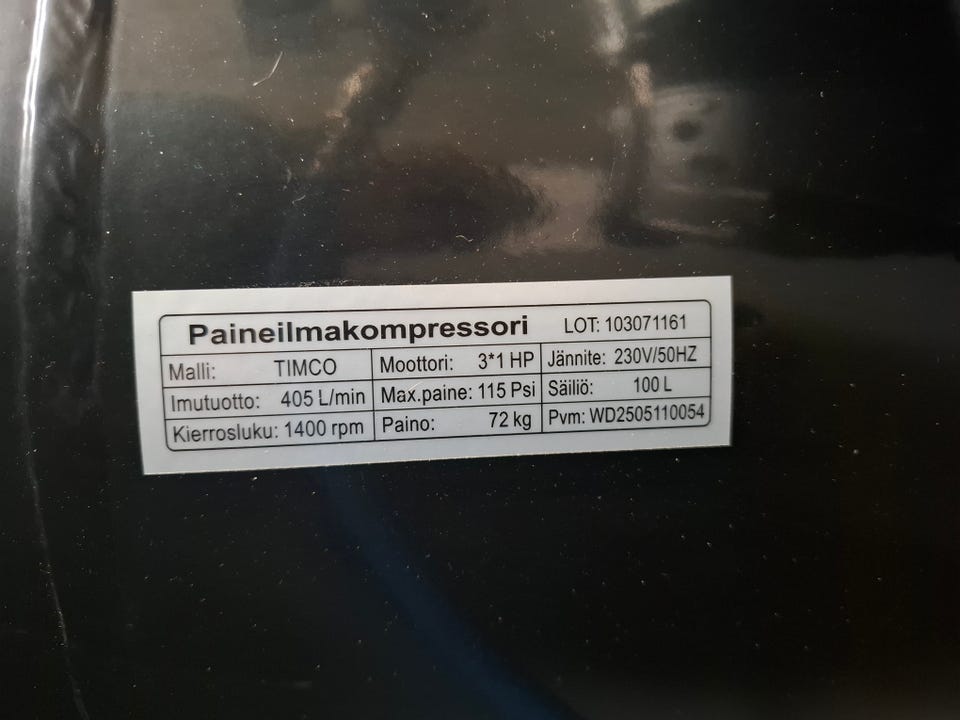 Paineilmakompressori LOT: 103071161
Malli: TIMCO Moottori: 3*1 HP Jännite: 230V/50HZ
Imutuotto: 405 L/min Max.paine: 115 Psi Säiliö: 100 L
Kierrosluku: 1400 rpm Paino: 72 kg Pvm: WD2505110054